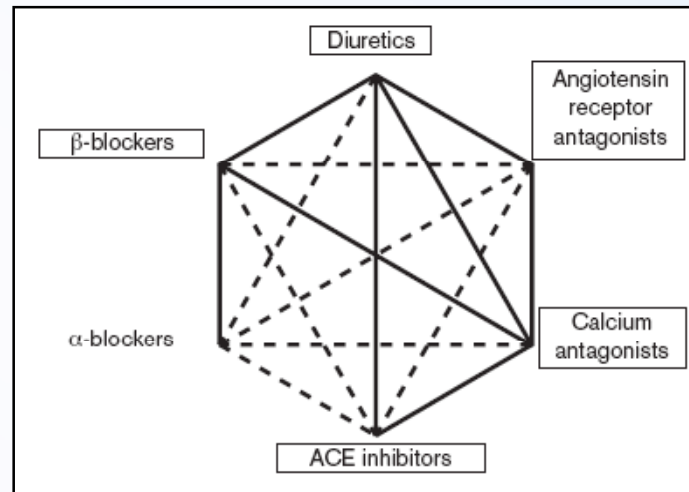 Diuretics
Angiotensin
receptor
antagonists
β-blockers
α-blockers
Calcium
antagonists
ACE inhibitors